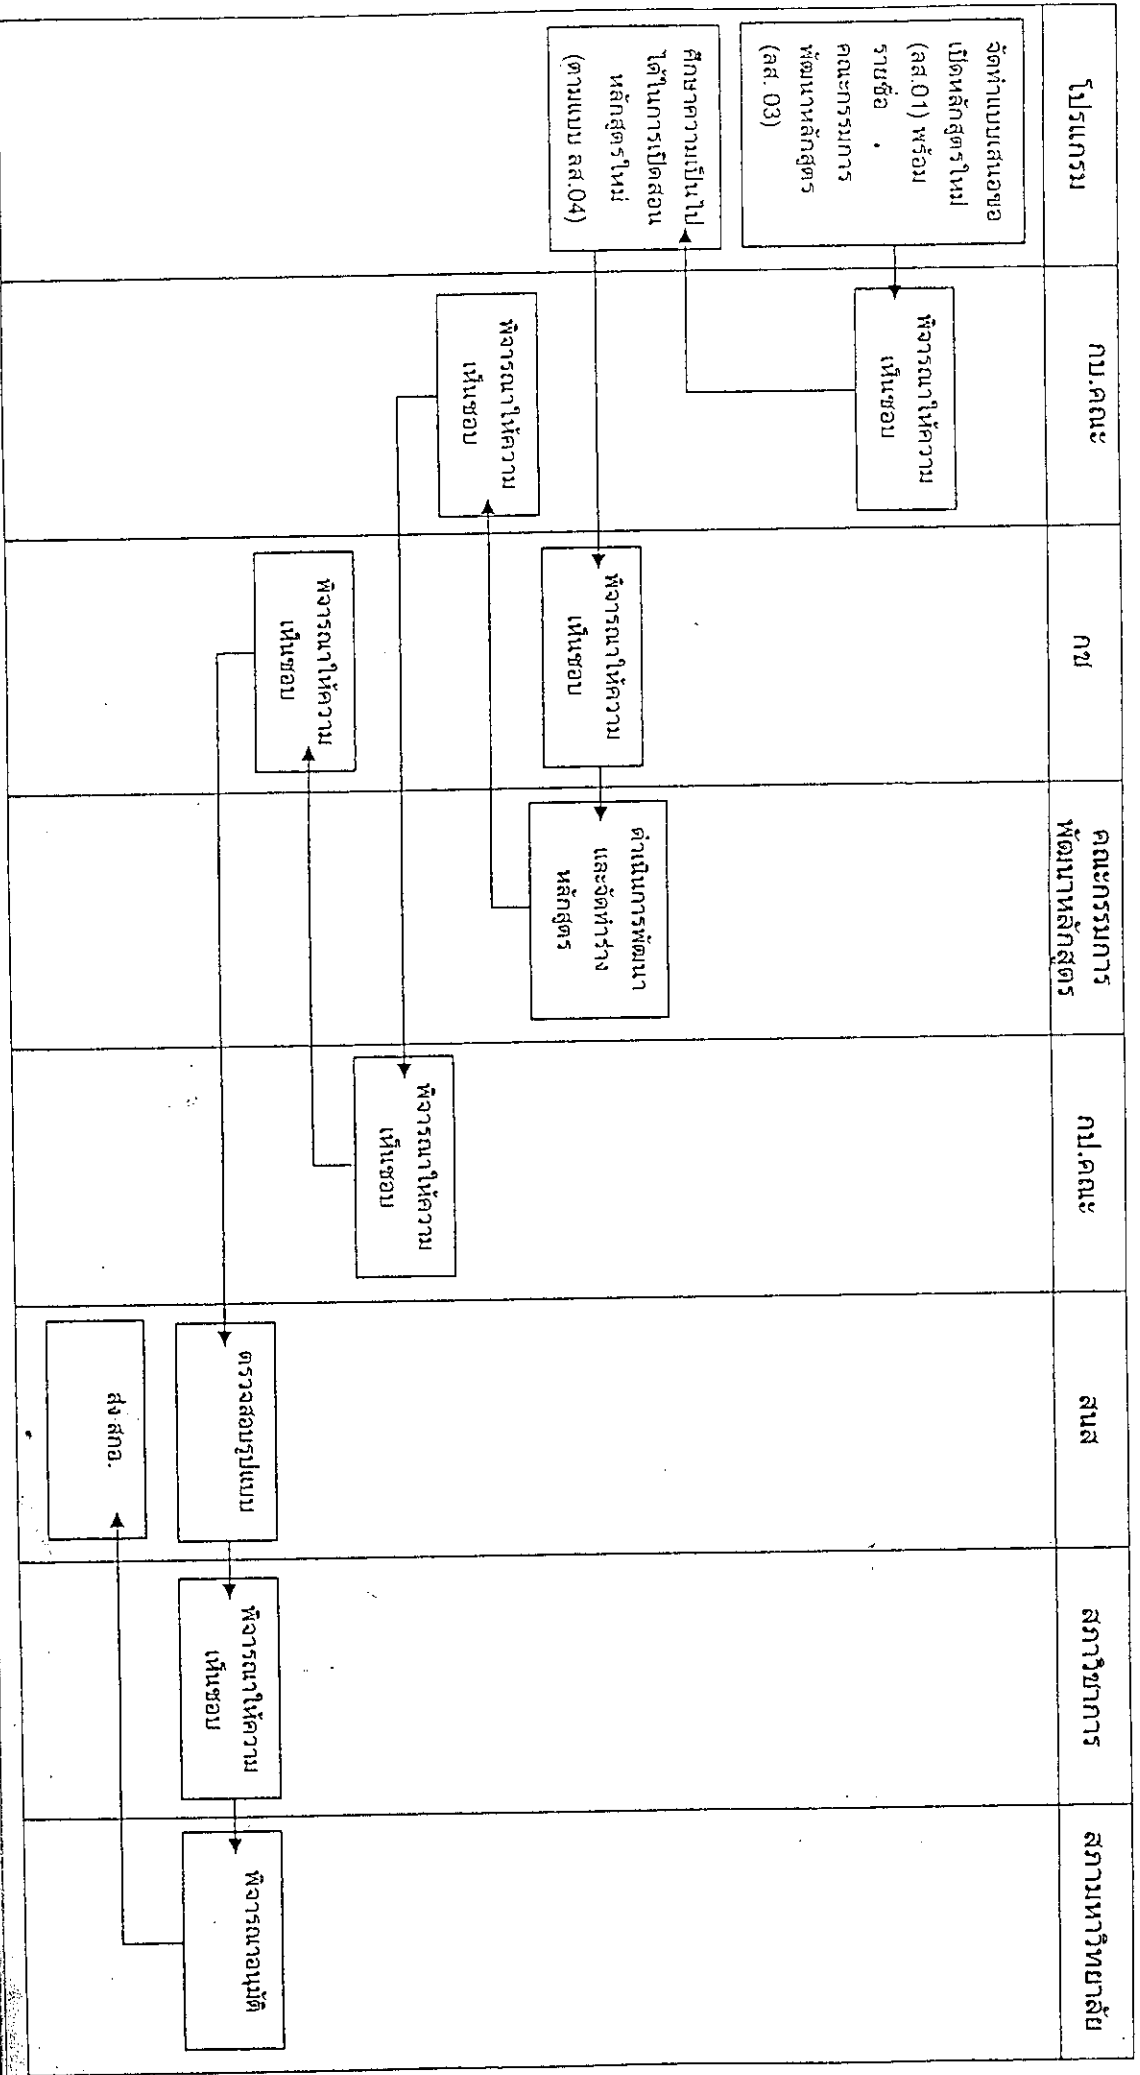 โปรแกรม
กบ.คณะ
กช
คณะกรรมการ
พัฒนาหลักสูตร
กป.คณะ
สนส
สภาวิชาการ
สภามหาวิทยาลัย
จัดทำแบบเสนอขอ
เปิดหลักสูตรใหม่
(ลส.01) พร้อม
รายชื่อ
คณะกรรมการ
พัฒนาหลักสูตร
(ลส. 03)
พิจารณาให้ความ
เห็นชอบ
ศึกษาความเป็นไป
ได้ในการเปิดสอน
หลักสูตรใหม่
(ตามแบบ ลส.04)
พิจารณาให้ความ
เห็นชอบ
ดำเนินการพัฒนา
และจัดทำร่าง
หลักสูตร
พิจารณาให้ความ
เห็นชอบ
พิจารณาให้ความ
เห็นชอบ
พิจารณาให้ความ
เห็นชอบ
ตรวจสอบรูปแบบ
พิจารณาให้ความ
เห็นชอบ
พิจารณาอนุมัติ
ส่ง สกอ.